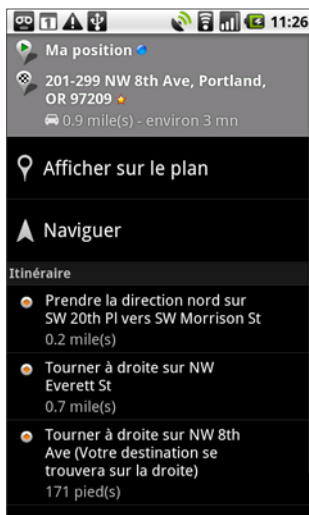 1 11:26
Ma position
201-299 NW 8th Ave, Portland,
OR 97209
0.9 mile(s) - environ 3 mn
Afficher sur le plan
Naviguer
Itinéraire
Prendre la direction nord sur
SW 20th Pl vers SW Morrison St
0.2 mile(s)
Tourner à droite sur NW
Everett St
0.7 mile(s)
Tourner à droite sur NW 8th
Ave (Votre destination se
trouvera sur la droite)
171 pied(s)